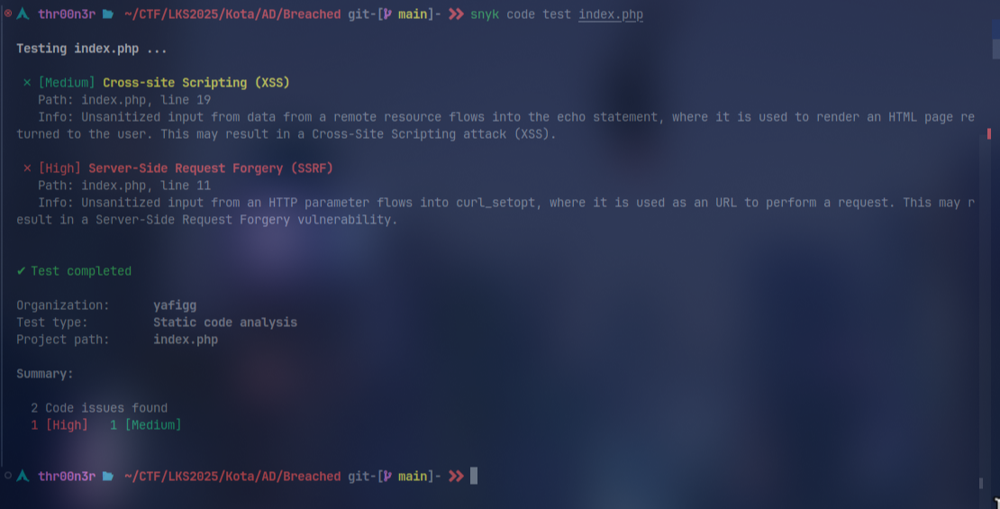 thr00n3r ~/CTF/LKS2025/Kota/AD/Breached git-[ main]- snyk code test index.php
Testing index.php ...
× [Medium] Cross-site Scripting (XSS)
Path: index.php, line 19
Info: Unsanitized input from data from a remote resource flows into the echo statement, where it is used to render an HTML page re
turned to the user. This may result in a Cross-Site Scripting attack (XSS).
× [High] Server-Side Request Forgery (SSRF)
Path: index.php, line 11
Info: Unsanitized input from an HTTP parameter flows into curl_setopt, where it is used as an URL to perform a request. This may r
esult in a Server-Side Request Forgery vulnerability.
✔ Test completed
Organization: yafigg
Test type: Static code analysis
Project path: index.php
Summary:
2 Code issues found
1 [High] 1 [Medium]
thr00n3r ~/CTF/LKS2025/Kota/AD/Breached git-[ main]-